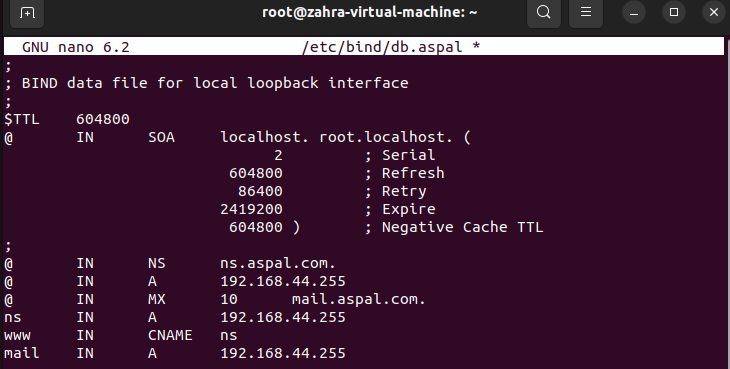 root@zahra-virtual-machine: ~
GNU nano 6.2 /etc/bind/db.aspal *
;
; BIND data file for local loopback interface
;
$TTL 604800
@ IN SOA localhost. root.localhost. (
2 ; Serial
604800 ; Refresh
86400 ; Retry
2419200 ; Expire
604800 ) ; Negative Cache TTL
;
@ IN NS ns.aspal.com.
@ IN A 192.168.44.255
@ IN MX 10 mail.aspal.com.
ns IN A 192.168.44.255
www IN CNAME ns
mail IN A 192.168.44.255